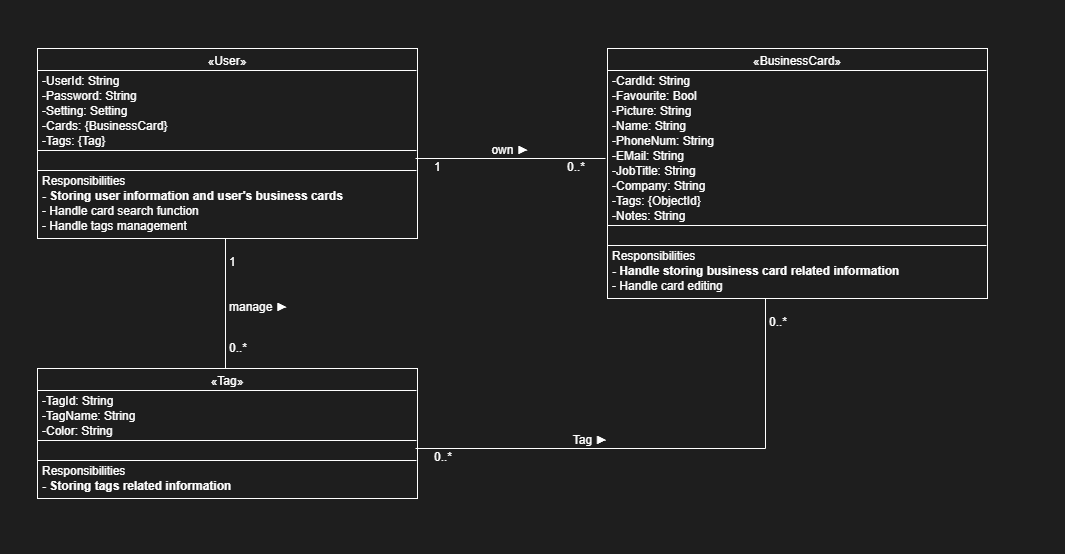 «User»
-UserId: String
-Password: String
-Setting: Setting
-Cards: {BusinessCard}
-Tags: {Tag}
Responsibilities
- Storing user information and user's business cards
- Handle card search function
- Handle tags management
own ►
1
0..*
«BusinessCard»
-CardId: String
-Favourite: Bool
-Picture: String
-Name: String
-PhoneNum: String
-EMail: String
-JobTitle: String
-Company: String
-Tags: {ObjectId}
-Notes: String
Responsibilities
- Handle storing business card related information
- Handle card editing
1
manage ►
0..*
«Tag»
-TagId: String
-TagName: String
-Color: String
Responsibilities
- Storing tags related information
0..*
Tag ►
0..*